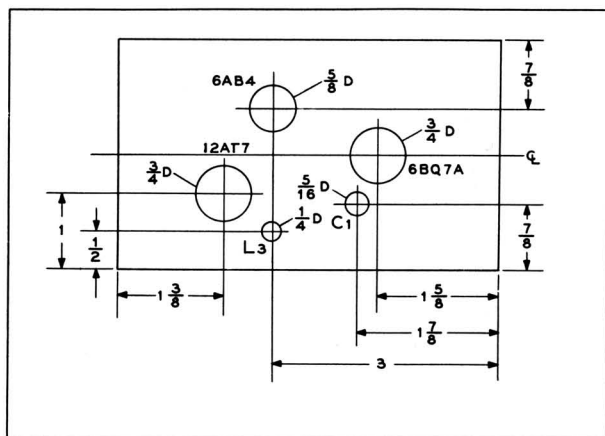 6AB4
5/8 D
7/8
12AT7
3/4 D
3/4 D
6BQ7A
℄
5/16 D
C1
1/4 D
L3
1
1/2
7/8
1 3/8
1 5/8
1 7/8
3